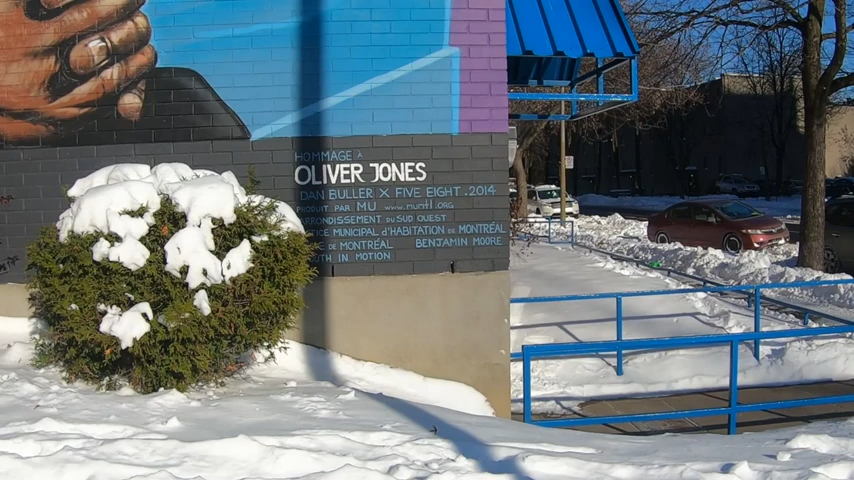 HOMMAGE À
OLIVER JONES
DAN BULLER X FIVE EIGHT . 2014
PRODUIT PAR MU www.mumtl.org
ARRONDISSEMENT DU SUD OUEST
MUNICIPAL D'HABITATION DE MONTRÉAL
DE MONTRÉAL BENJAMIN MOORE
IN MOTION